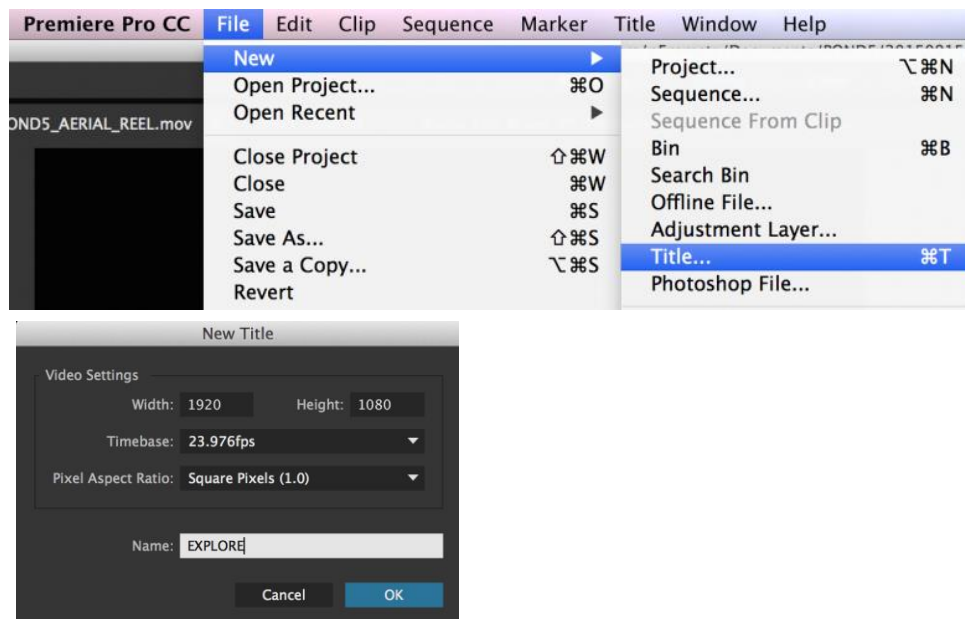 Premiere Pro CC File Edit Clip Sequence Marker Title Window Help
New
Open Project... ⌘O
Open Recent
Close Project ⇧⌘W
Close ⌘W
Save ⌘S
Save As... ⇧⌘S
Save a Copy... ⌥⌘S
Revert
Project... ⌥⌘N
Sequence... ⌘N
Sequence From Clip
Bin ⌘B
Search Bin
Offline File...
Adjustment Layer...
Title... ⌘T
Photoshop File...
OND5_AERIAL_REEL.mov
New Title
Video Settings
Width: 1920 Height: 1080
Timebase: 23.976fps
Pixel Aspect Ratio: Square Pixels (1.0)
Name: EXPLORE
Cancel OK